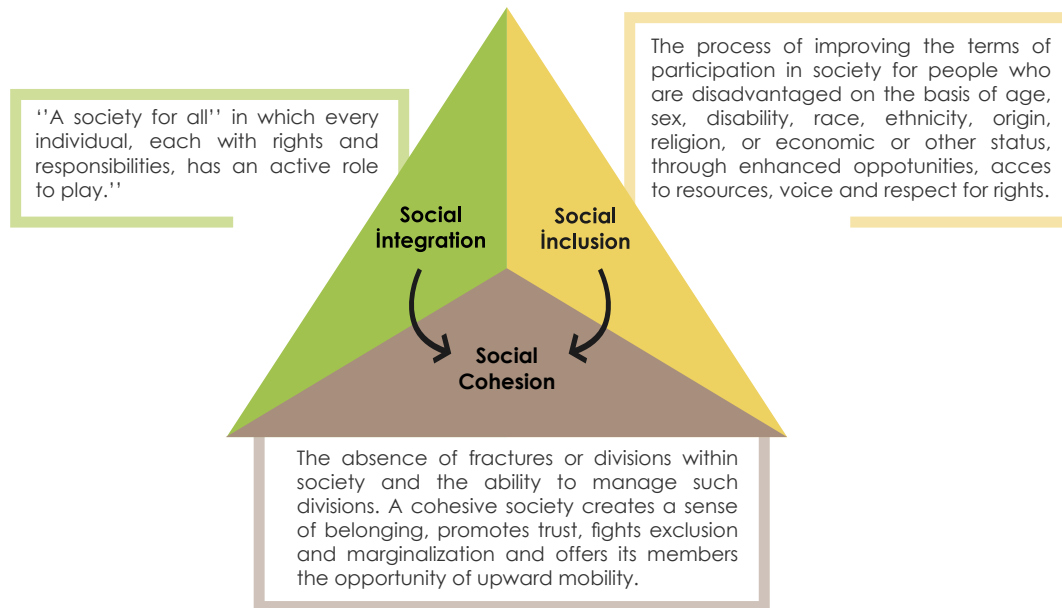 ‘’A society for all’’ in which every
individual, each with rights and
responsibilities, has an active role
to play.’’
The process of improving the terms of
participation in society for people who
are disadvantaged on the basis of age,
sex, disability, race, ethnicity, origin,
religion, or economic or other status,
through enhanced oppotunities, acces
to resources, voice and respect for rights.
Social
İntegration
Social
İnclusion
Social
Cohesion
The absence of fractures or divisions within
society and the ability to manage such
divisions. A cohesive society creates a sense
of belonging, promotes trust, fights exclusion
and marginalization and offers its members
the opportunity of upward mobility.